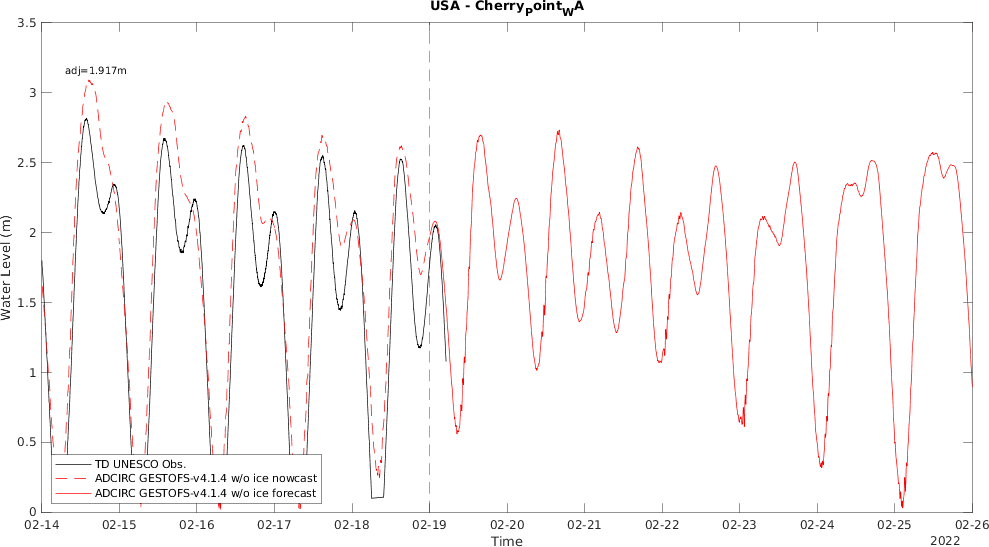 USA - CherryPointWA
adj=1.917m
Water Level (m)
3.5
3
2.5
2
1.5
1
0.5
0
TD UNESCO Obs.
ADCIRC GESTOFS-v4.1.4 w/o ice nowcast
ADCIRC GESTOFS-v4.1.4 w/o ice forecast
02-14 02-15 02-16 02-17 02-18 02-19 02-20 02-21 02-22 02-23 02-24 02-25 02-26
Time
2022